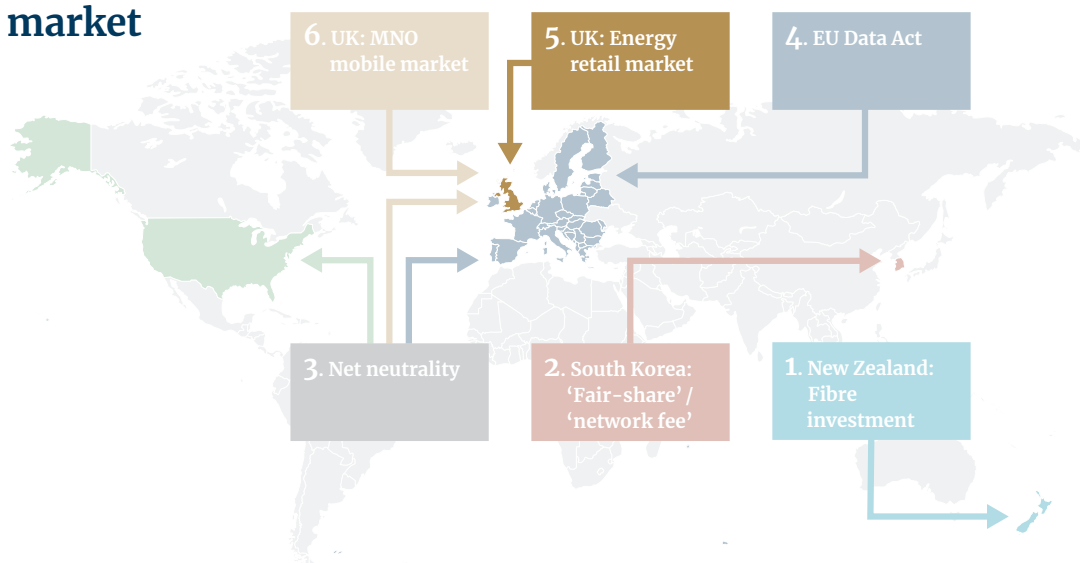 market
6. UK: MNO
mobile market
5. UK: Energy
retail market
4. EU Data Act
3. Net neutrality
2. South Korea:
‘Fair-share’ /
‘network fee’
1. New Zealand:
Fibre
investment